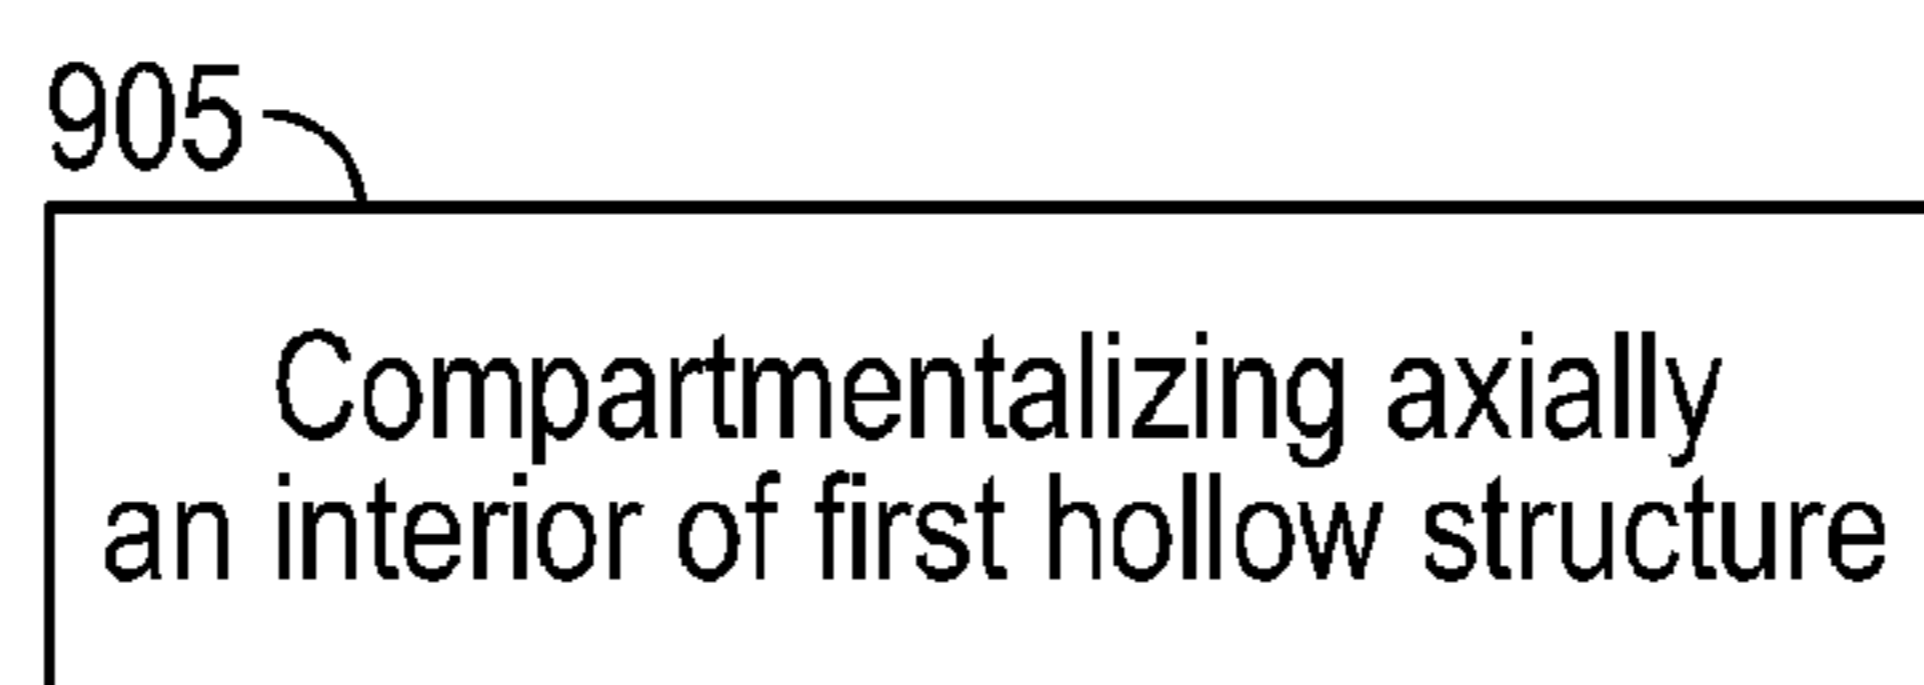 905
Compartmentalizing axially
an interior of first hollow structure